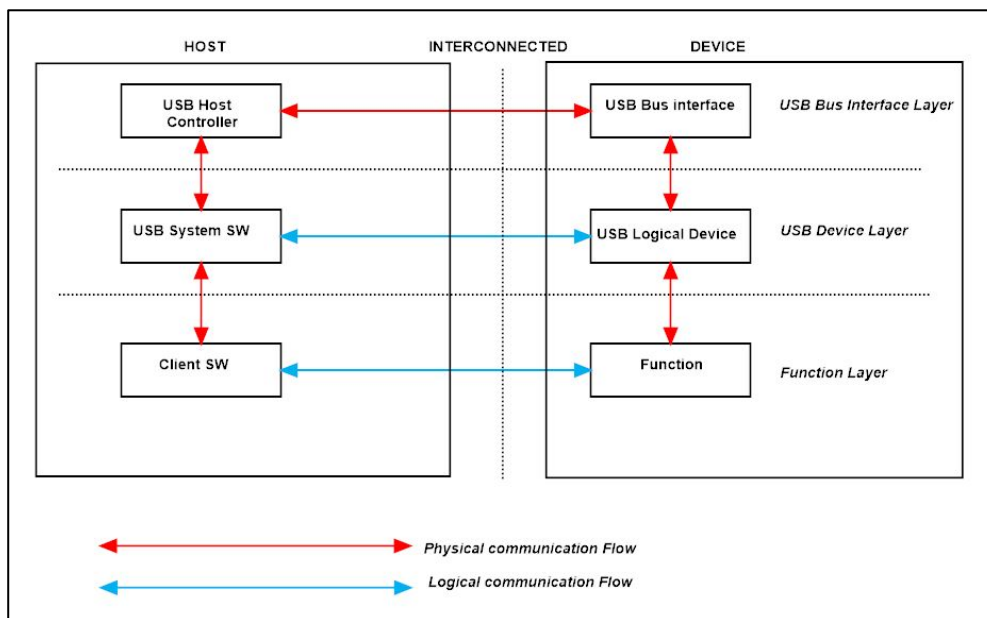 HOST
INTERCONNECTED
DEVICE
USB Host
Controller
USB Bus interface
USB Bus Interface Layer
USB System SW
USB Logical Device
USB Device Layer
Client SW
Function
Function Layer
Physical communication Flow
Logical communication Flow